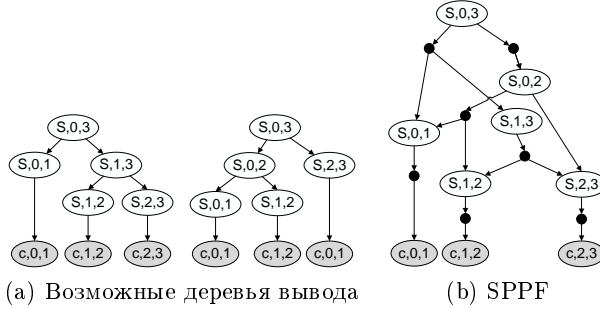 S,0,3
S,0,1 S,1,3
S,1,2 S,2,3
c,0,1 c,1,2 c,2,3
S,0,3
S,0,2 S,2,3
S,0,1 S,1,2
c,0,1 c,1,2 c,0,1
(a) Возможные деревья вывода
S,0,3
S,0,2
S,0,1 S,1,3
S,1,2 S,2,3
c,0,1 c,1,2 c,2,3
(b) SPPF